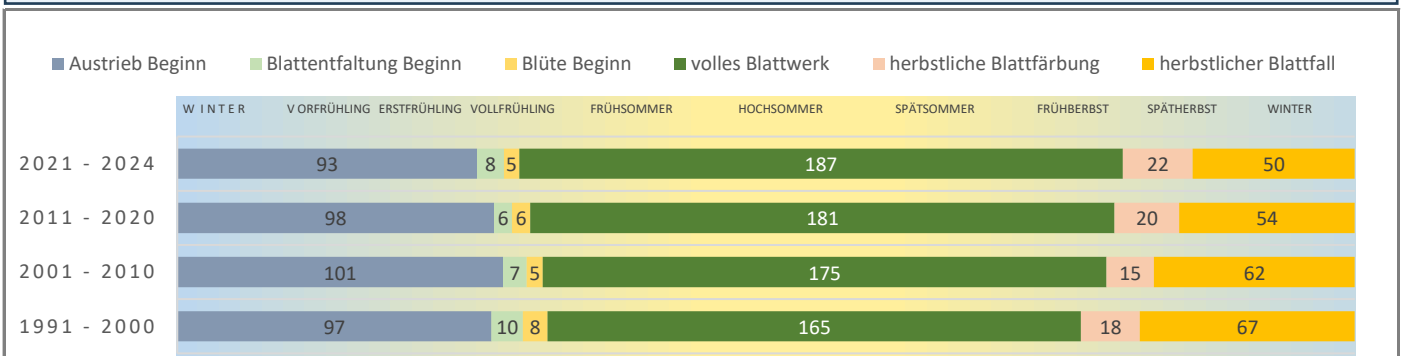 Austrieb Beginn Blattentfaltung Beginn Blüte Beginn volles Blattwerk herbstliche Blattfärbung herbstlicher Blattfall
WINTER VORFRÜHLING ERSTFRÜHLING VOLLFRÜHLING FRÜHSOMMER HOCHSOMMER SPÄTSOMMER FRÜHBERBST SPÄTHERBST WINTER
2021 - 2024 93 8 5 187 22 50
2011 - 2020 98 6 6 181 20 54
2001 - 2010 101 7 5 175 15 62
1991 - 2000 97 10 8 165 18 67